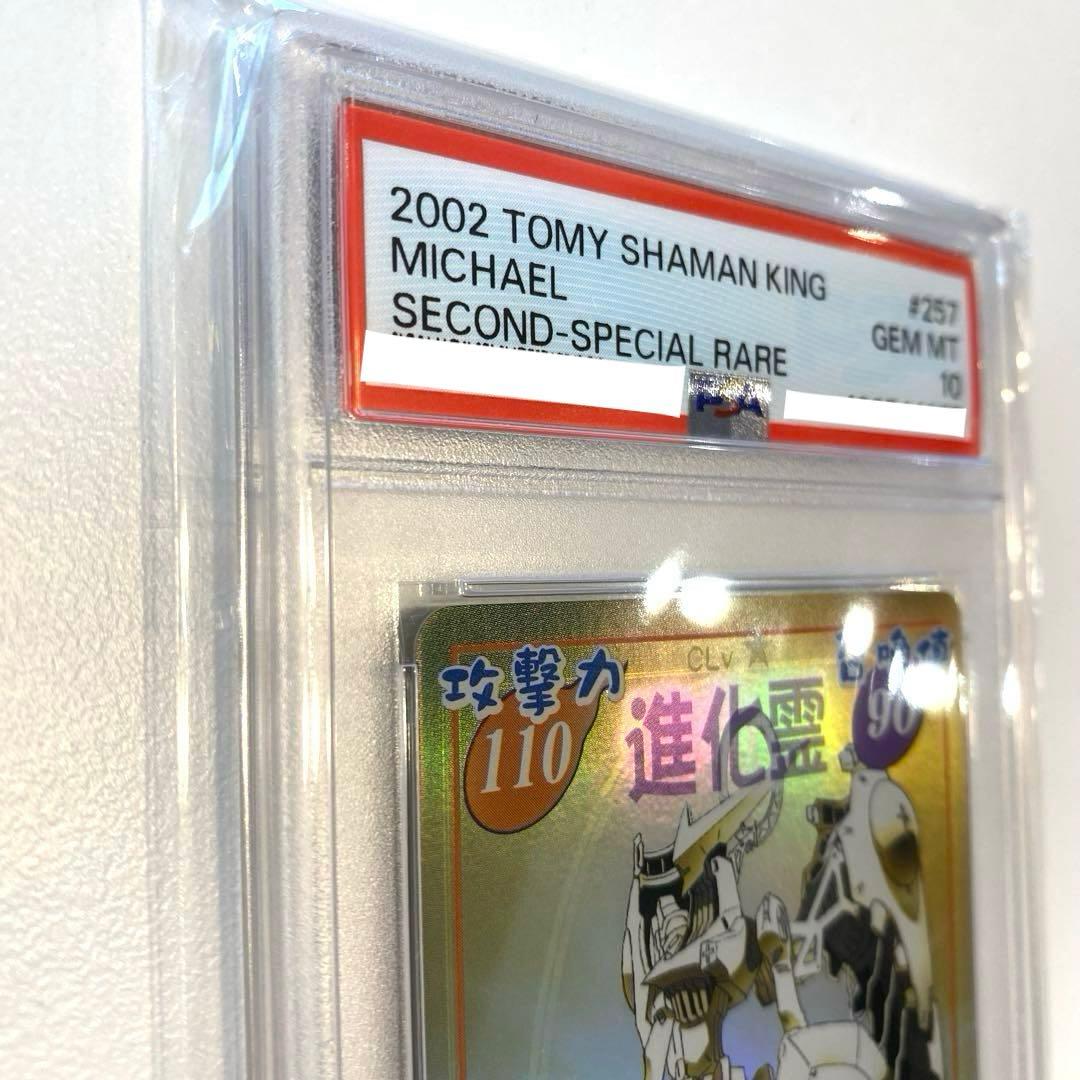 2002 TOMY SHAMAN KING
#257
MICHAEL
GEM MT
SECOND-SPECIAL RARE
10
PSA
攻撃力
CLv
110
進化霊
90